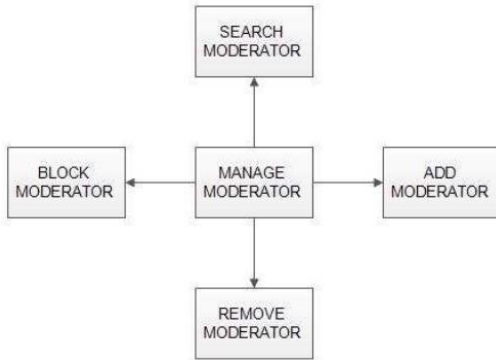 SEARCH
MODERATOR
BLOCK
MODERATOR
MANAGE
MODERATOR
ADD
MODERATOR
REMOVE
MODERATOR